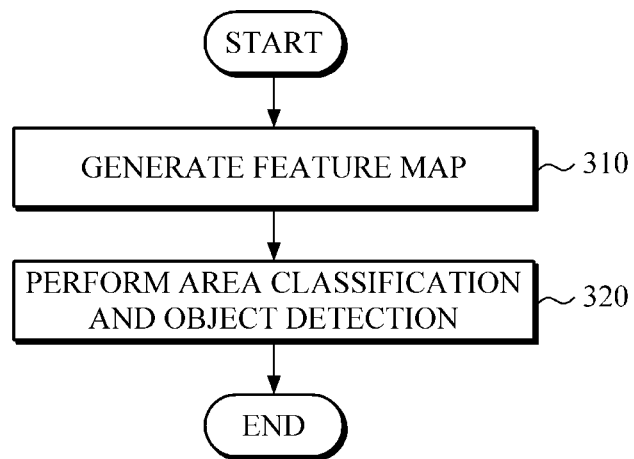 START
GENERATE FEATURE MAP
310
PERFORM AREA CLASSIFICATION
AND OBJECT DETECTION
320
END